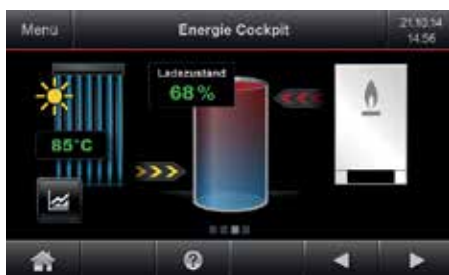 Menu
Energie Cockpit
21.10.14
14:56
Ladezustand
68%
85°C
?